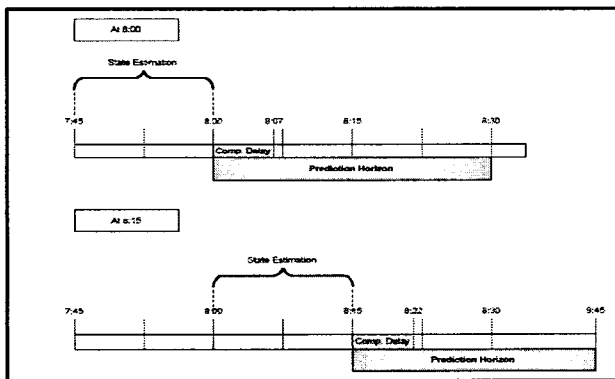 At 8:00
State Estimation
7:45 8:00 8:07 8:15 8:30
Comp. Delay
Prediction Horizon
At 8:15
State Estimation
7:45 8:00 8:15 8:22 8:30 9:45
Comp. Delay
Prediction Horizon